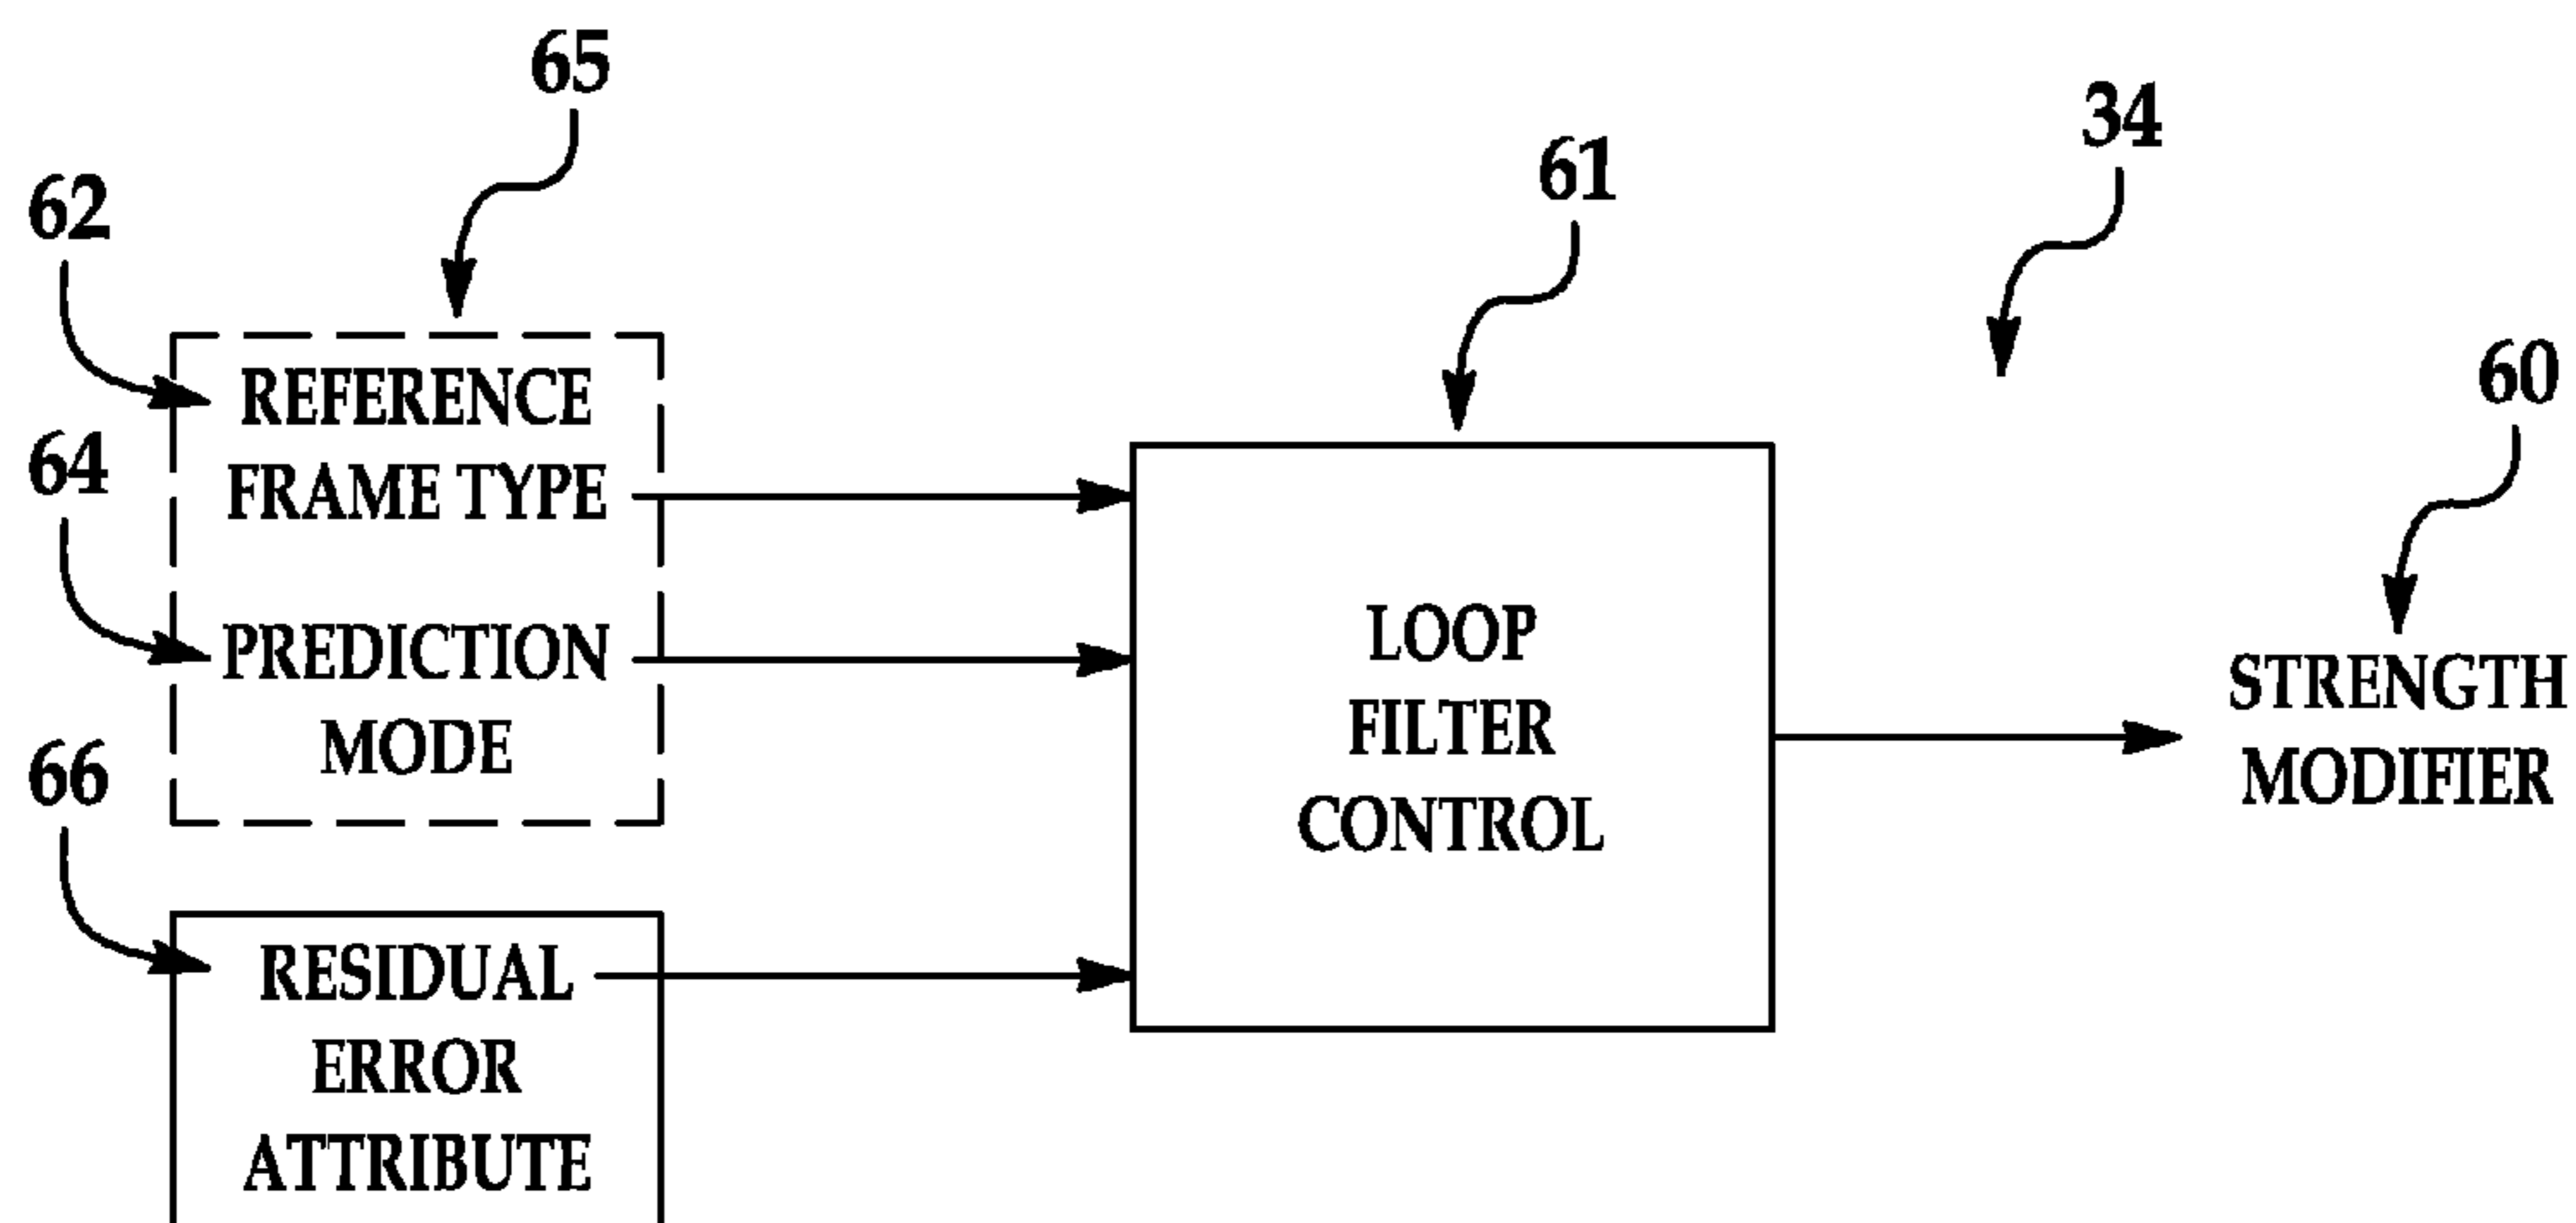 65
34
61
62
60
REFERENCE
FRAME TYPE
64
PREDICTION
MODE
66
RESIDUAL
ERROR
ATTRIBUTE
LOOP
FILTER
CONTROL
STRENGTH
MODIFIER